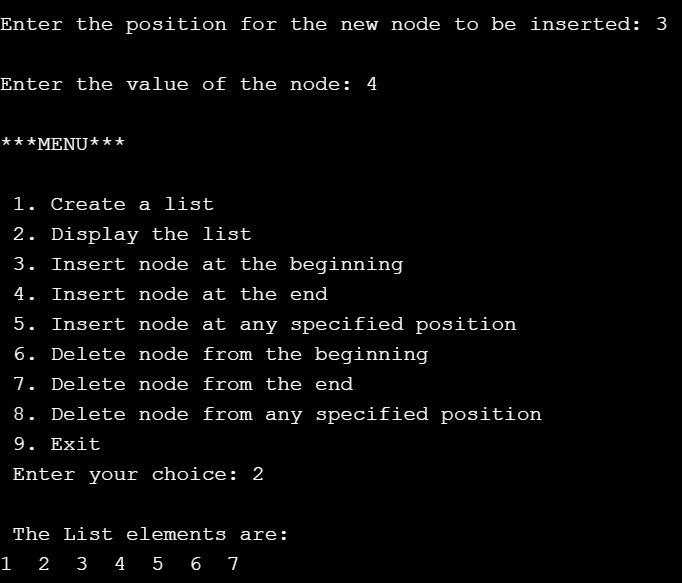 Enter the position for the new node to be inserted: 3
Enter the value of the node: 4
***MENU***
1. Create a list
2. Display the list
3. Insert node at the beginning
4. Insert node at the end
5. Insert node at any specified position
6. Delete node from the beginning
7. Delete node from the end
8. Delete node from any specified position
9. Exit
Enter your choice: 2
The List elements are:
1  2  3  4  5  6  7